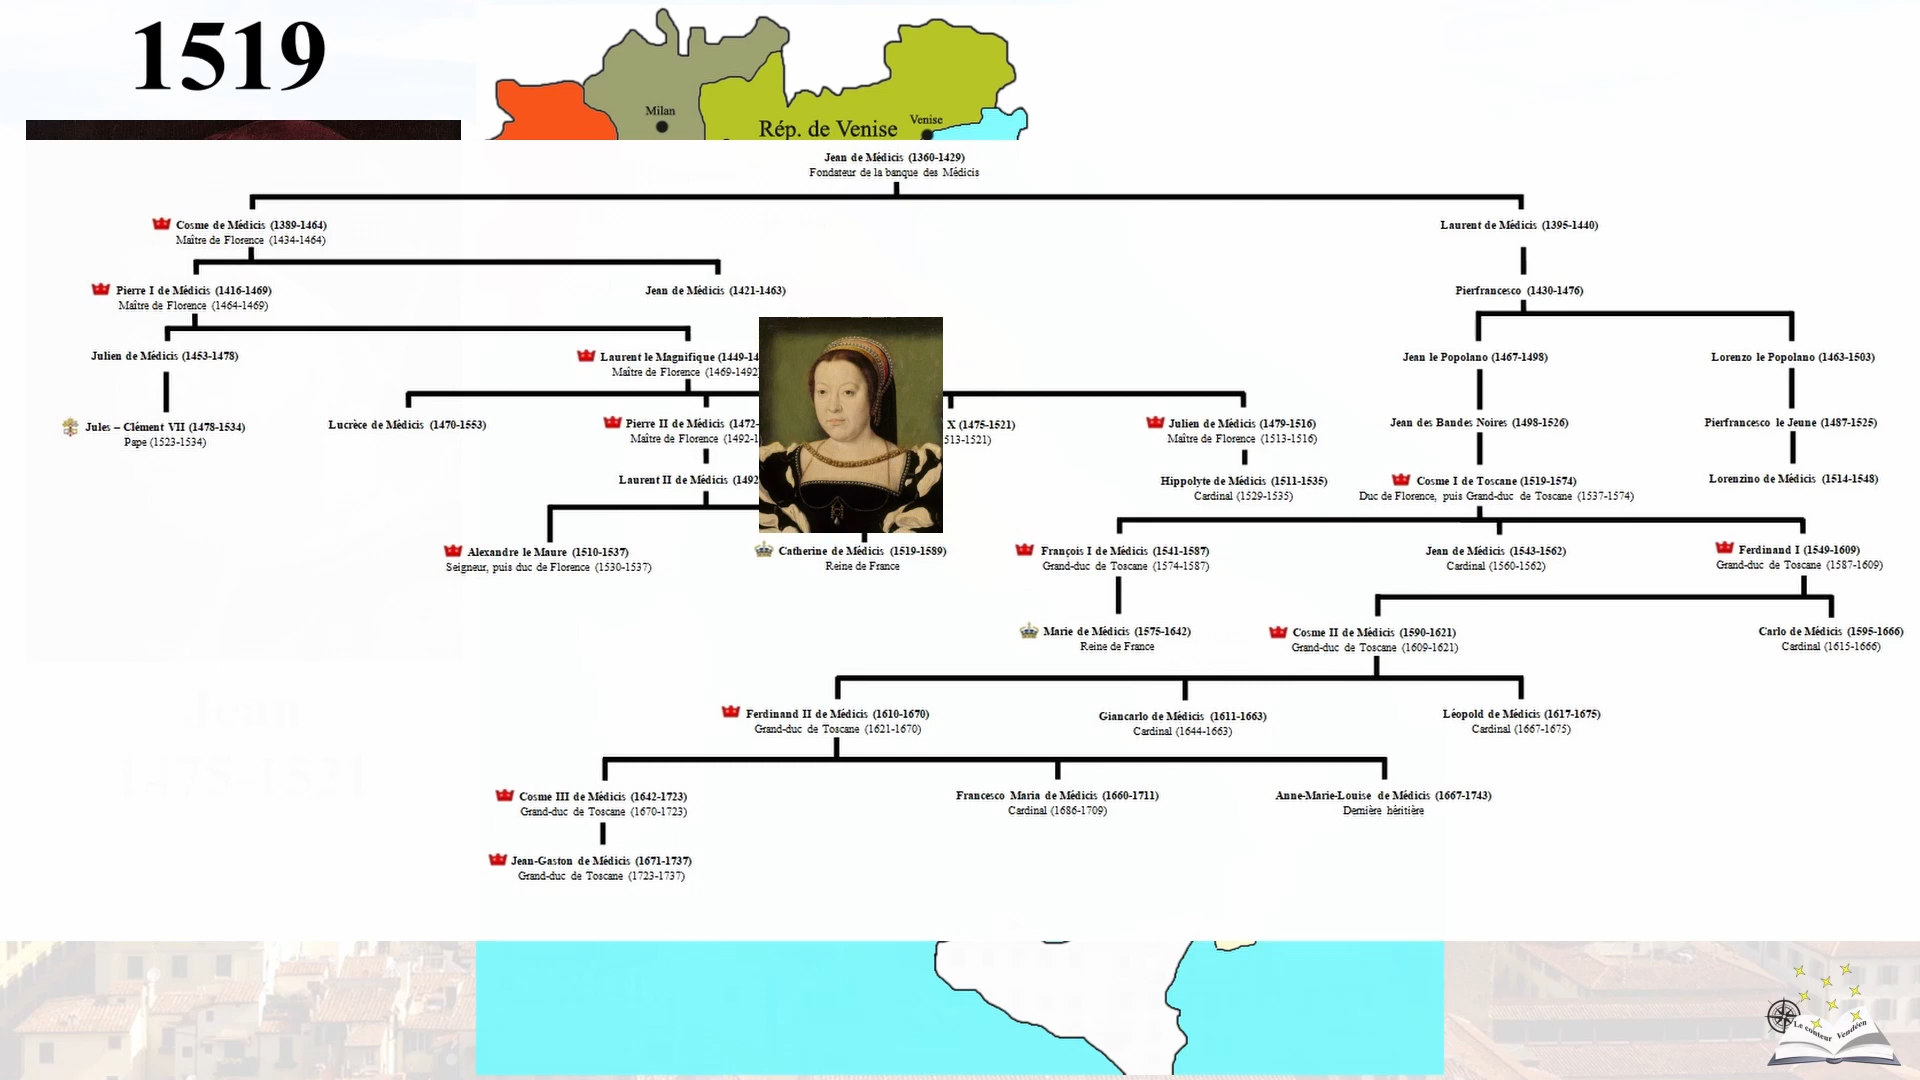 1519
Milan
Rép. de Venise
Venise
Jean de Médicis (1360-1429)
Fondateur de la banque des Médicis
Cosme de Médicis (1389-1464)
Maître de Florence (1434-1464)
Laurent de Médicis (1395-1440)
Pierre I de Médicis (1416-1469)
Maître de Florence (1464-1469)
Jean de Médicis (1421-1463)
Pierfrancesco (1430-1476)
Julien de Médicis (1453-1478)
Laurent le Magnifique (1449-14
Maître de Florence (1469-1492
Jean le Popolano (1467-1498)
Lorenzo le Popolano (1463-1503)
Jules – Clément VII (1478-1534)
Pape (1523-1534)
Lucrèce de Médicis (1470-1553)
Pierre II de Médicis (1472-
Maître de Florence (1492-1
X (1475-1521)
513-1521)
Julien de Médicis (1479-1516)
Maître de Florence (1513-1516)
Jean des Bandes Noires (1498-1526)
Pierfrancesco le Jeune (1487-1525)
Laurent II de Médicis (1492
Hippolyte de Médicis (1511-1535)
Cardinal (1529-1535)
Cosme I de Toscane (1519-1574)
Duc de Florence, puis Grand-duc de Toscane (1537-1574)
Lorenzino de Médicis (1514-1548)
Alexandre le Maure (1510-1537)
Seigneur, puis duc de Florence (1530-1537)
Catherine de Médicis (1519-1589)
Reine de France
François I de Médicis (1541-1587)
Grand-duc de Toscane (1574-1587)
Jean de Médicis (1543-1562)
Cardinal (1560-1562)
Ferdinand I (1549-1609)
Grand-duc de Toscane (1587-1609)
Marie de Médicis (1575-1642)
Reine de France
Cosme II de Médicis (1590-1621)
Grand-duc de Toscane (1609-1621)
Carlo de Médicis (1595-1666)
Cardinal (1615-1666)
Jean
1475-1521
Ferdinand II de Médicis (1610-1670)
Grand-duc de Toscane (1621-1670)
Giancarlo de Médicis (1611-1663)
Cardinal (1644-1663)
Léopold de Médicis (1617-1675)
Cardinal (1667-1675)
Cosme III de Médicis (1642-1723)
Grand-duc de Toscane (1670-1723)
Francesco Maria de Médicis (1660-1711)
Cardinal (1686-1709)
Anne-Marie-Louise de Médicis (1667-1743)
Dernière héritière
Jean-Gaston de Médicis (1671-1737)
Grand-duc de Toscane (1723-1737)
Le conteur Vendéen